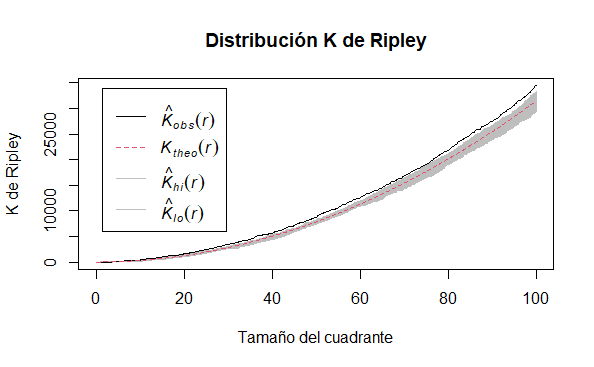 Distribución K de Ripley
K̂obs(r)
Ktheo(r)
K̂hi(r)
K̂lo(r)
K de Ripley
0 10000 25000
0 20 40 60 80 100
Tamaño del cuadrante